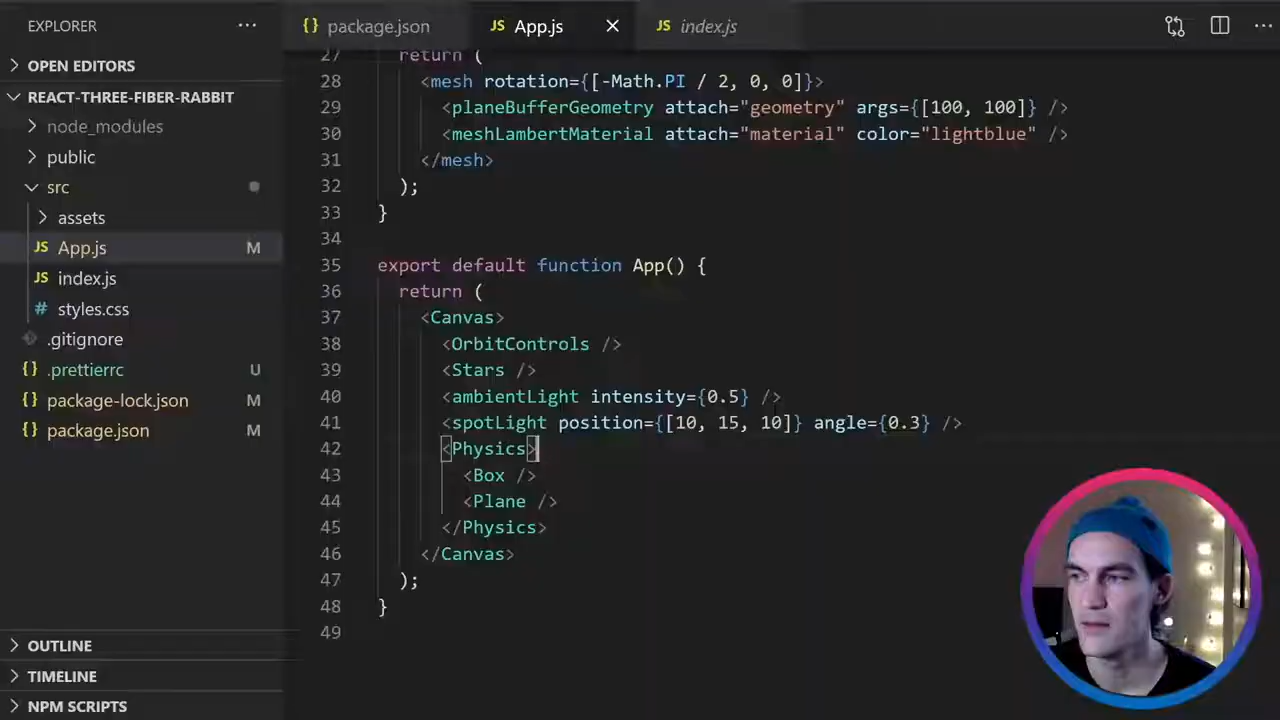 EXPLORER ···
OPEN EDITORS
REACT-THREE-FIBER-RABBIT
node_modules
public
src
assets
JS App.js M
JS index.js
# styles.css
.gitignore
{} .prettierrc U
{} package-lock.json M
{} package.json M
OUTLINE
TIMELINE
NPM SCRIPTS
{} package.json
JS App.js
JS index.js
27 return (
28 <mesh rotation={[-Math.PI / 2, 0, 0]}>
29 <planeBufferGeometry attach="geometry" args={[100, 100]} />
30 <meshLambertMaterial attach="material" color="lightblue" />
31 </mesh>
32 );
33 }
34
35 export default function App() {
36 return (
37 <Canvas>
38 <OrbitControls />
39 <Stars />
40 <ambientLight intensity={0.5} />
41 <spotLight position={[10, 15, 10]} angle={0.3} />
42 <Physics>
43 <Box />
44 <Plane />
45 </Physics>
46 </Canvas>
47 );
48 }
49